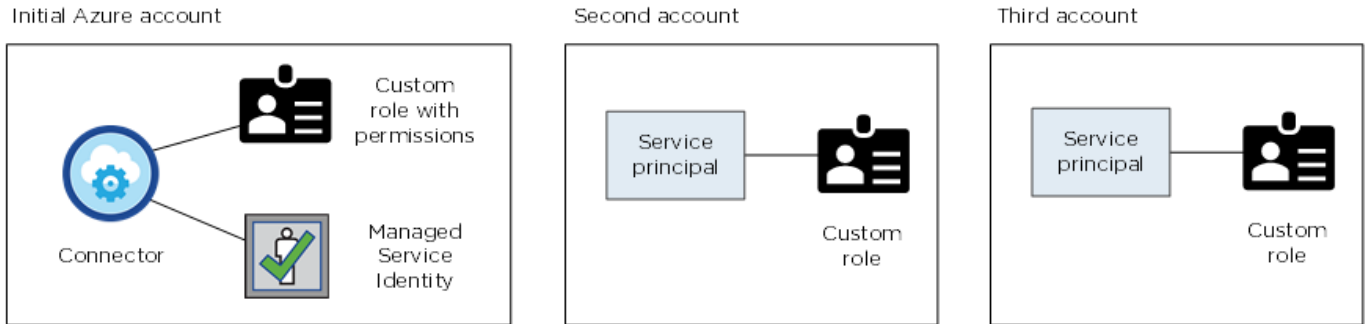 Initial Azure account
Second account
Third account
Custom
role with
permissions
Connector
Managed
Service
Identity
Service
principal
Custom
role
Service
principal
Custom
role